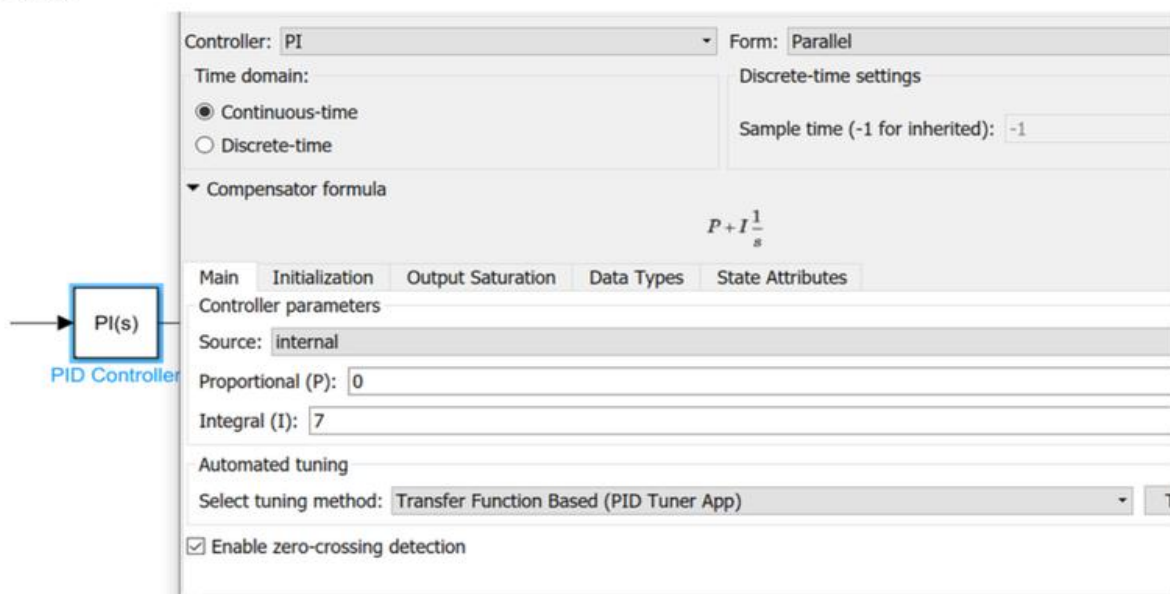 Controller: PI
Form: Parallel
Time domain:
Discrete-time settings
Continuous-time
Discrete-time
Sample time (-1 for inherited): -1
Compensator formula
P + I 1/s
Main Initialization Output Saturation Data Types State Attributes
Controller parameters
PI(s)
PID Controller
Source: internal
Proportional (P): 0
Integral (I): 7
Automated tuning
Select tuning method: Transfer Function Based (PID Tuner App)
Enable zero-crossing detection